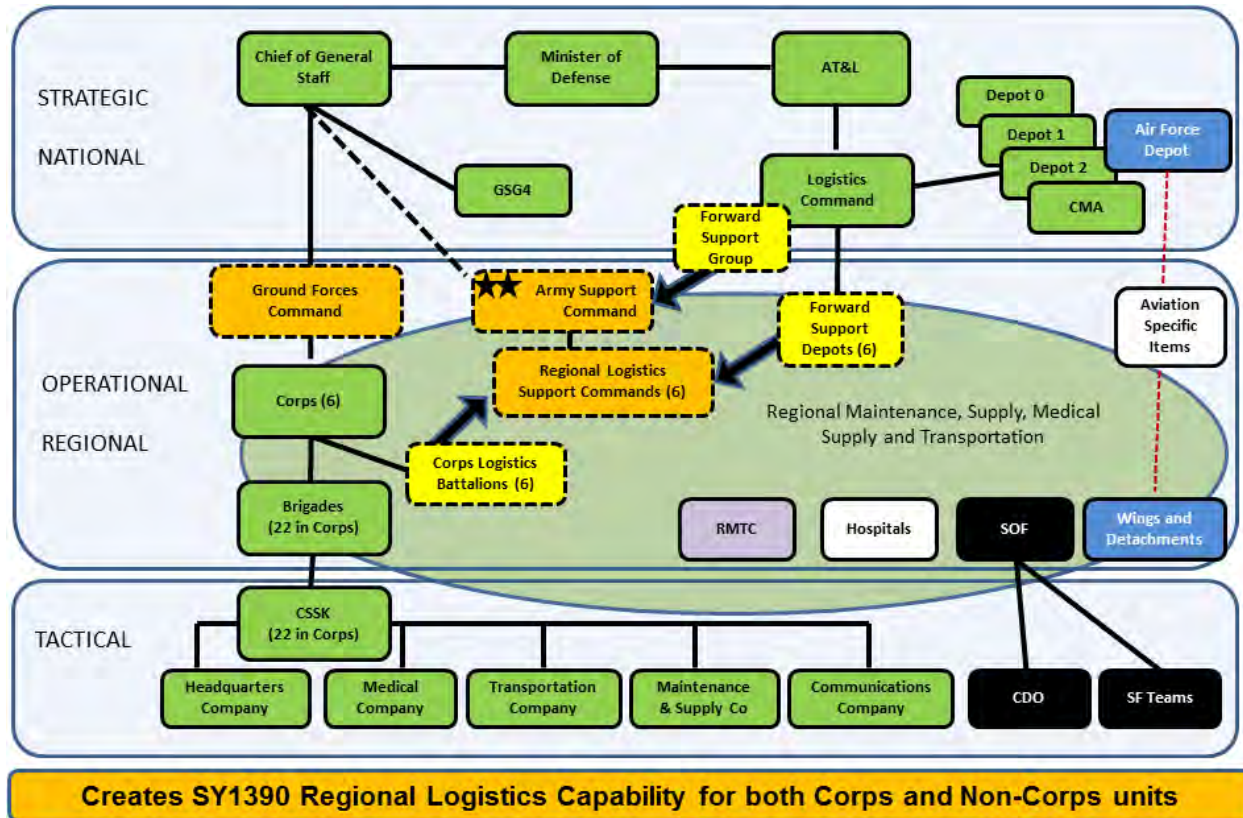 STRATEGIC
NATIONAL
Chief of General
Staff
Minister of
Defense
AT&L
Depot 0
Depot 1
Depot 2
CMA
Air Force
Depot
GSG4
Logistics
Command
Forward
Support
Group
OPERATIONAL
REGIONAL
Ground Forces
Command
Army Support
Command
Forward
Support
Depots (6)
Aviation
Specific
Items
Regional Logistics
Support Commands (6)
Corps (6)
Regional Maintenance, Supply, Medical
Supply and Transportation
Corps Logistics
Battalions (6)
Brigades
(22 in Corps)
RMTC
Hospitals
SOF
Wings and
Detachments
TACTICAL
CSSK
(22 in Corps)
Headquarters
Company
Medical
Company
Transportation
Company
Maintenance
& Supply Co
Communications
Company
CDO
SF Teams
Creates SY1390 Regional Logistics Capability for both Corps and Non-Corps units